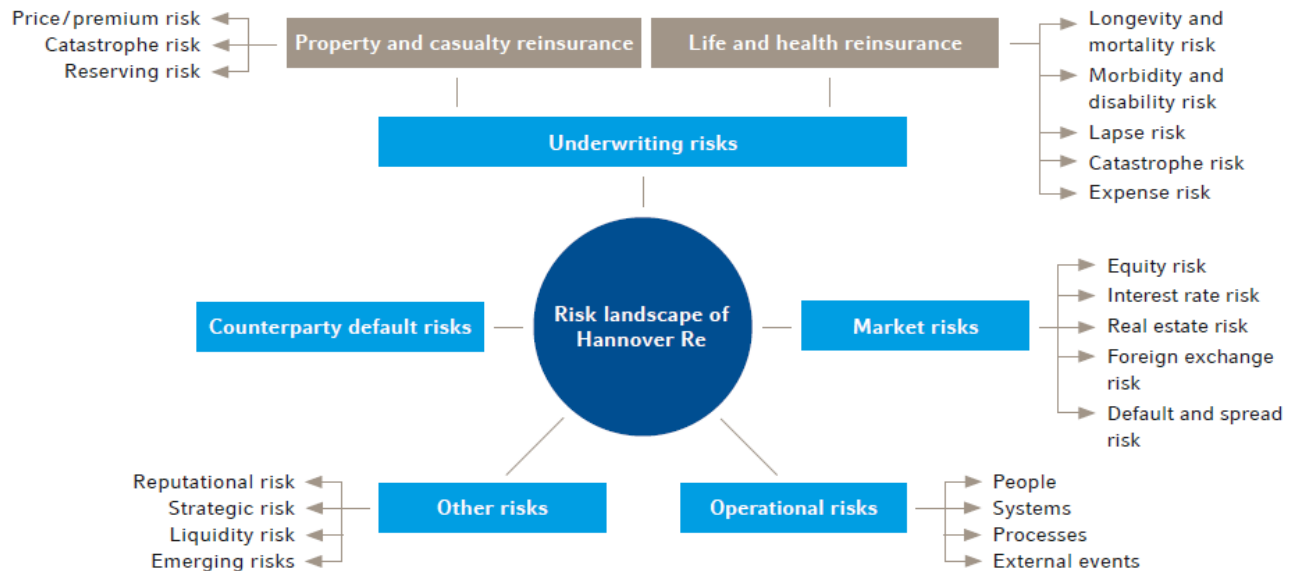 Price/premium risk
Catastrophe risk
Reserving risk
Property and casualty reinsurance
Life and health reinsurance
Longevity and
mortality risk
Morbidity and
disability risk
Lapse risk
Catastrophe risk
Expense risk
Underwriting risks
Counterparty default risks
Risk landscape of
Hannover Re
Market risks
Equity risk
Interest rate risk
Real estate risk
Foreign exchange
risk
Default and spread
risk
Reputational risk
Strategic risk
Liquidity risk
Emerging risks
Other risks
Operational risks
People
Systems
Processes
External events